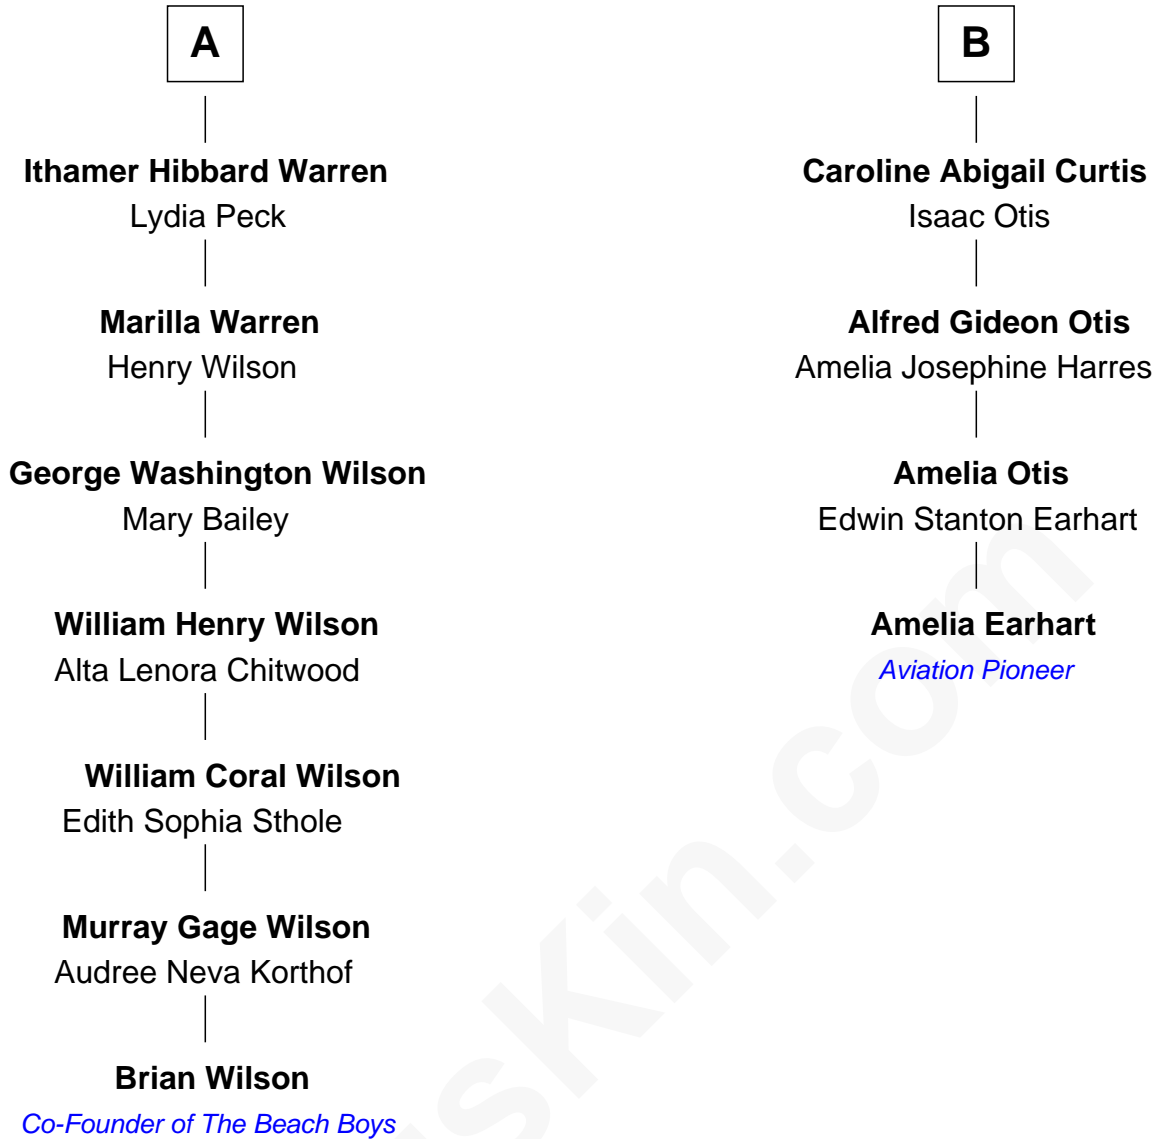 A
Ithamer Hibbard Warren
Lydia Peck
Marilla Warren
Henry Wilson
George Washington Wilson
Mary Bailey
William Henry Wilson
Alta Lenora Chitwood
William Coral Wilson
Edith Sophia Sthole
Murray Gage Wilson
Audree Neva Korthof
Brian Wilson
Co-Founder of The Beach Boys
B
Caroline Abigail Curtis
Isaac Otis
Alfred Gideon Otis
Amelia Josephine Harres
Amelia Otis
Edwin Stanton Earhart
Amelia Earhart
Aviation Pioneer